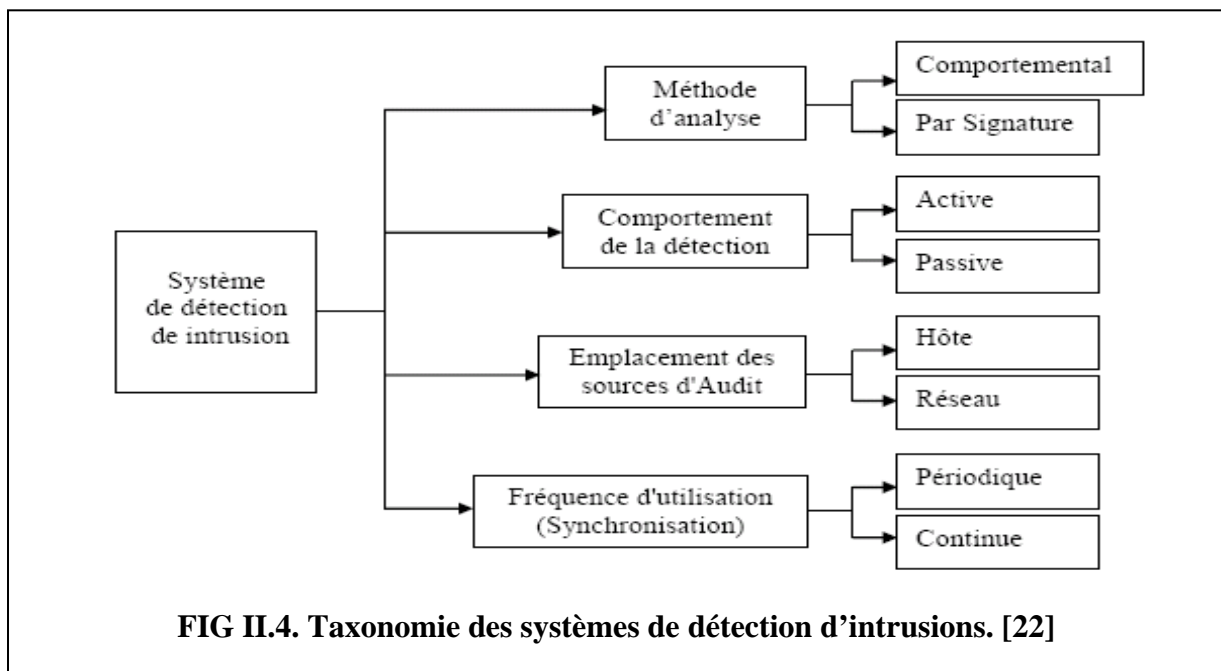 Système
de détection
de intrusion
Méthode
d’analyse
Comportemental
Par Signature
Comportement
de la détection
Active
Passive
Emplacement des
sources d'Audit
Hôte
Réseau
Fréquence d'utilisation
(Synchronisation)
Périodique
Continue
FIG II.4. Taxonomie des systèmes de détection d’intrusions. [22]